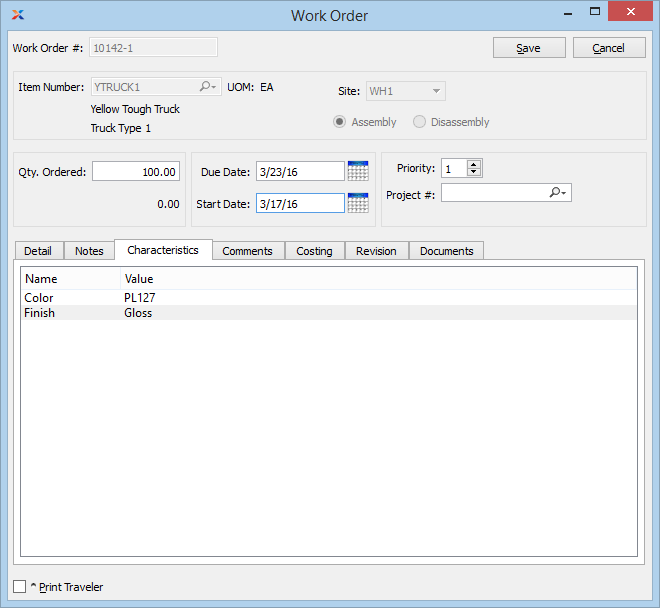 Work Order
Work Order #: 10142-1 Save Cancel
Item Number: YTRUCK1 UOM: EA Site: WH1
Yellow Tough Truck
Truck Type 1
Assembly Disassembly
Qty. Ordered: 100.00 Due Date: 3/23/16 Priority: 1
0.00 Start Date: 3/17/16 Project #:
Detail Notes Characteristics Comments Costing Revision Documents
Name Value
Color PL127
Finish Gloss
^ Print Traveler